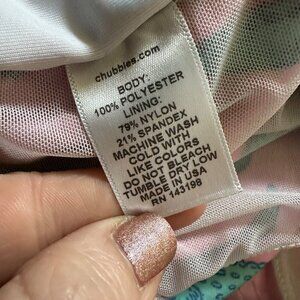 chubbies.com
BODY:
100% POLYESTER
LINING:
79% NYLON
21% SPANDEX
MACHINE WASH
COLD WITH
LIKE COLORS
DO NOT BLEACH
TUMBLE DRY LOW
MADE IN USA
RN 143198